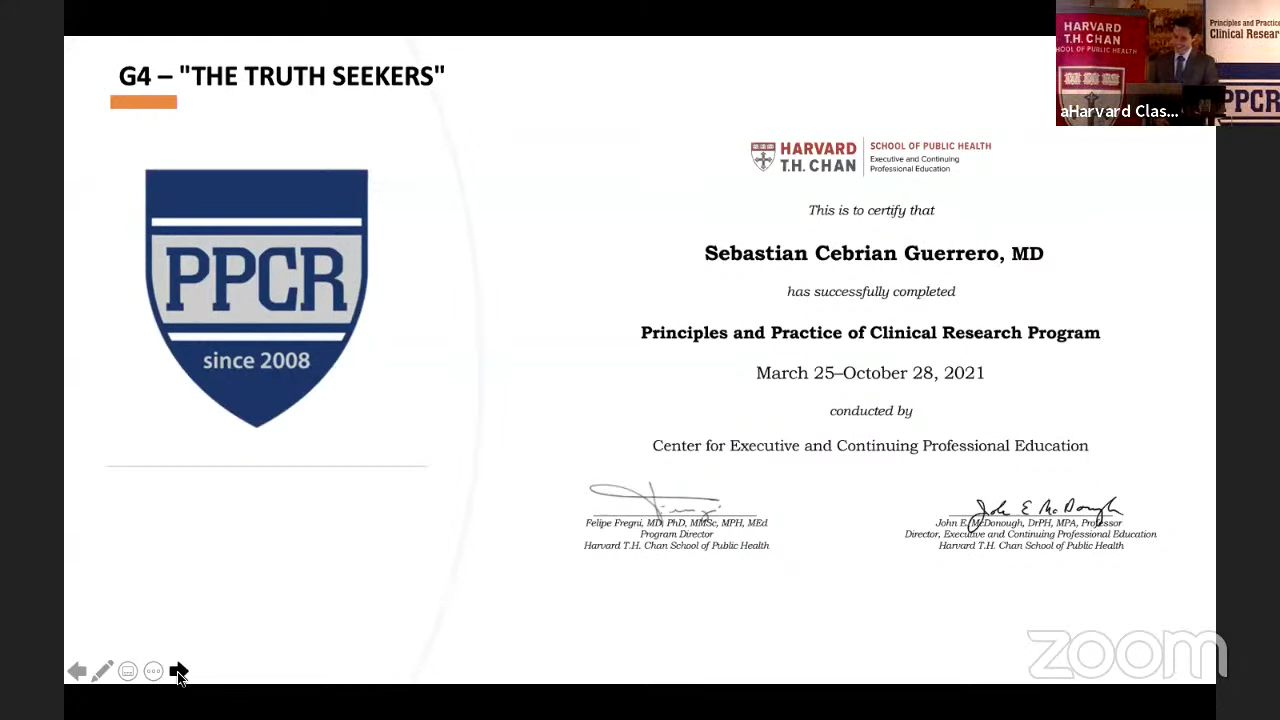 G4 – "THE TRUTH SEEKERS"
HARVARD
T.H. CHAN
SCHOOL OF PUBLIC HEALTH
Executive and Continuing
Professional Education
This is to certify that
Sebastian Cebrian Guerrero, MD
has successfully completed
Principles and Practice of Clinical Research Program
March 25–October 28, 2021
conducted by
Center for Executive and Continuing Professional Education
Felipe Fregni, MD, PhD, MMSc, MPH, MEd
Program Director
Harvard T.H. Chan School of Public Health
John E McDonough
John E. McDonough, DrPH, MPA, Professor
Director, Executive and Continuing Professional Education
Harvard T.H. Chan School of Public Health
PPCR
since 2008
HARVARD
T.H. CHAN
SCHOOL OF PUBLIC HEALTH
Principles and Practice
Clinical Resear
PPCR
aHarvard Clas...
zoom